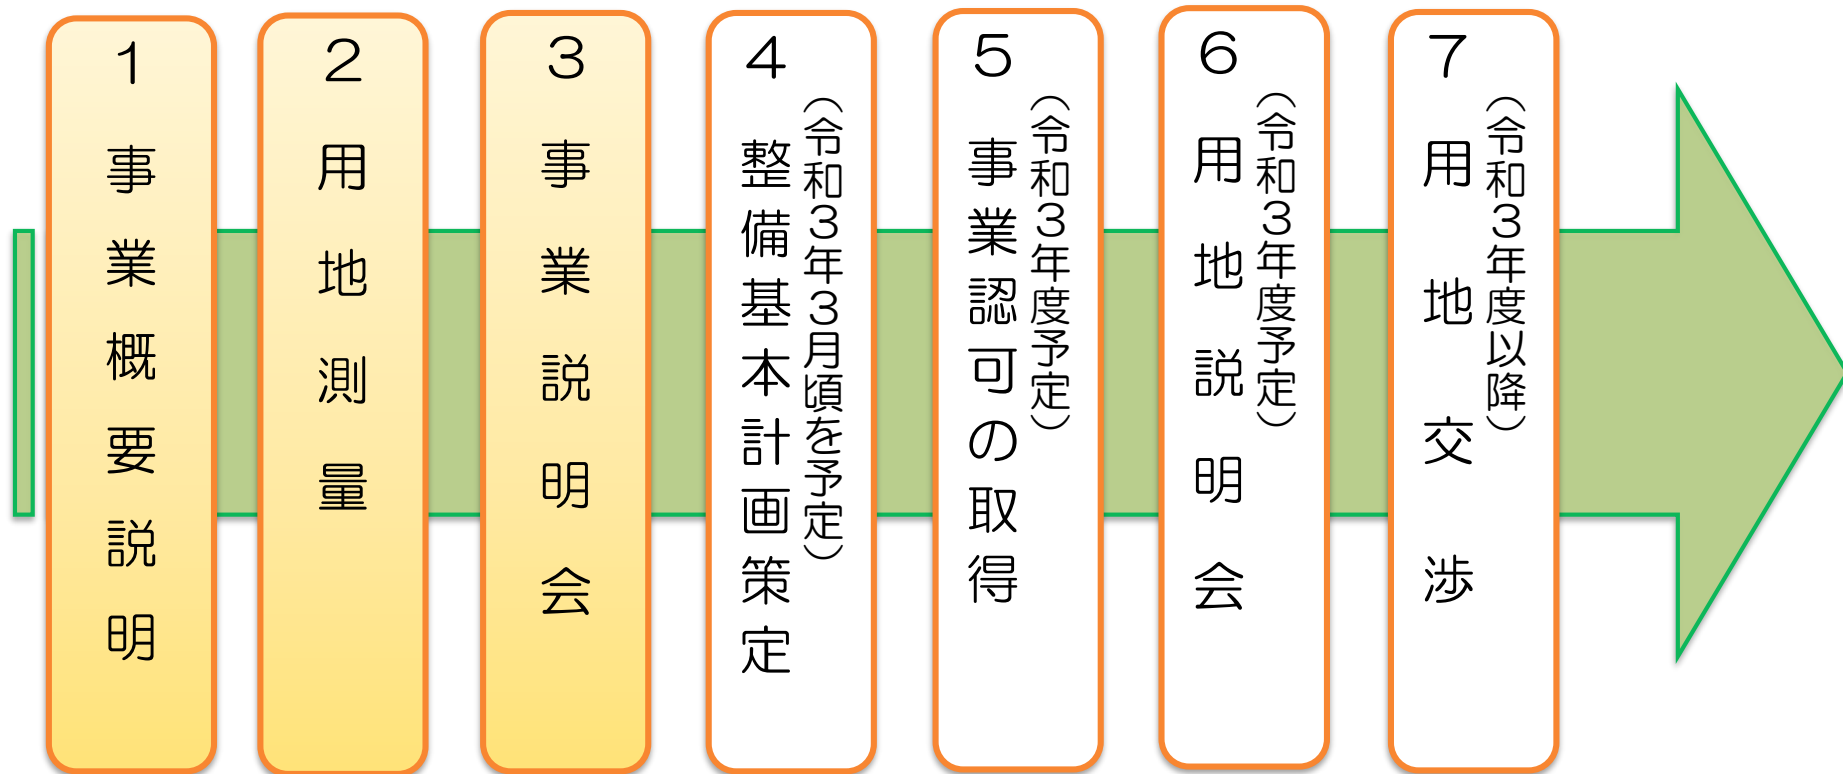 １　事業概要説明
２　用地測量
３　事業説明会
４　整備基本計画策定
（令和３年３月頃を予定）
５　事業認可の取得
（令和３年度予定）
６　用地説明会
（令和３年度予定）
７　用地交渉
（令和３年度以降）